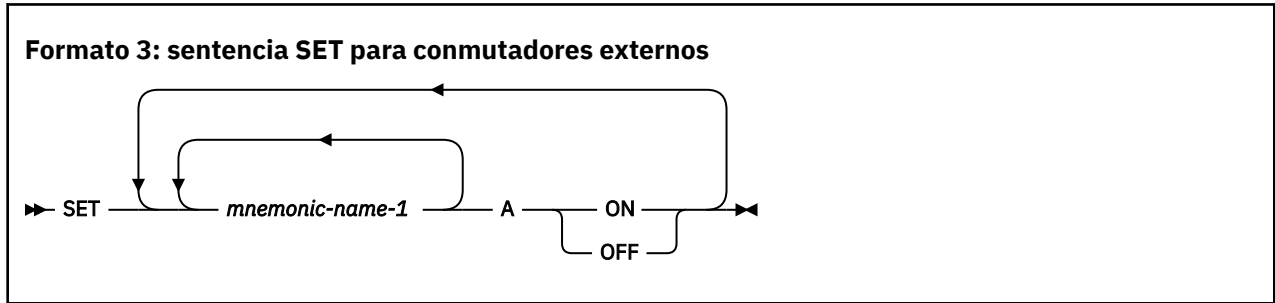 Formato 3: sentencia SET para conmutadores externos
SET mnemonic-name-1 A ON
OFF